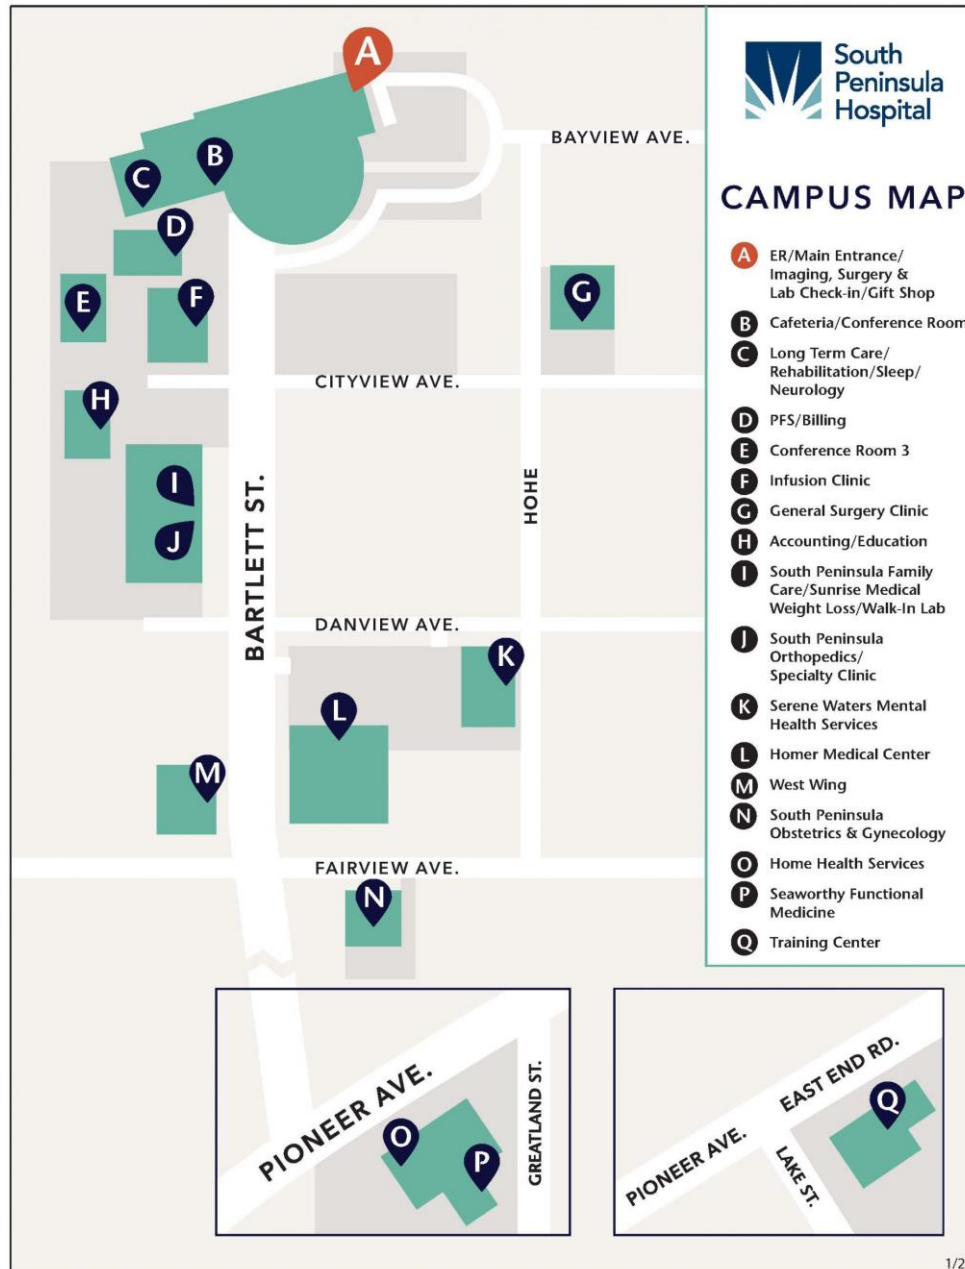 South
Peninsula
Hospital
CAMPUS MAP
A ER/Main Entrance/
Imaging, Surgery &
Lab Check-in/Gift Shop
B Cafeteria/Conference Room
C Long Term Care/
Rehabilitation/Sleep/
Neurology
D PFS/Billing
E Conference Room 3
F Infusion Clinic
G General Surgery Clinic
H Accounting/Education
I South Peninsula Family
Care/Sunrise Medical
Weight Loss/Walk-In Lab
J South Peninsula
Orthopedics/
Specialty Clinic
K Serene Waters Mental
Health Services
L Homer Medical Center
M West Wing
N South Peninsula
Obstetrics & Gynecology
O Home Health Services
P Seaworthy Functional
Medicine
Q Training Center
A
BAYVIEW AVE.
B
C
D
E
F
G
CITYVIEW AVE.
H
I
J
BARTLETT ST.
HOHE
DANVIEW AVE.
K
L
M
FAIRVIEW AVE.
N
PIONEER AVE.
GREATLAND ST.
O
P
EAST END RD.
PIONEER AVE.
LAKE ST.
Q
1/2